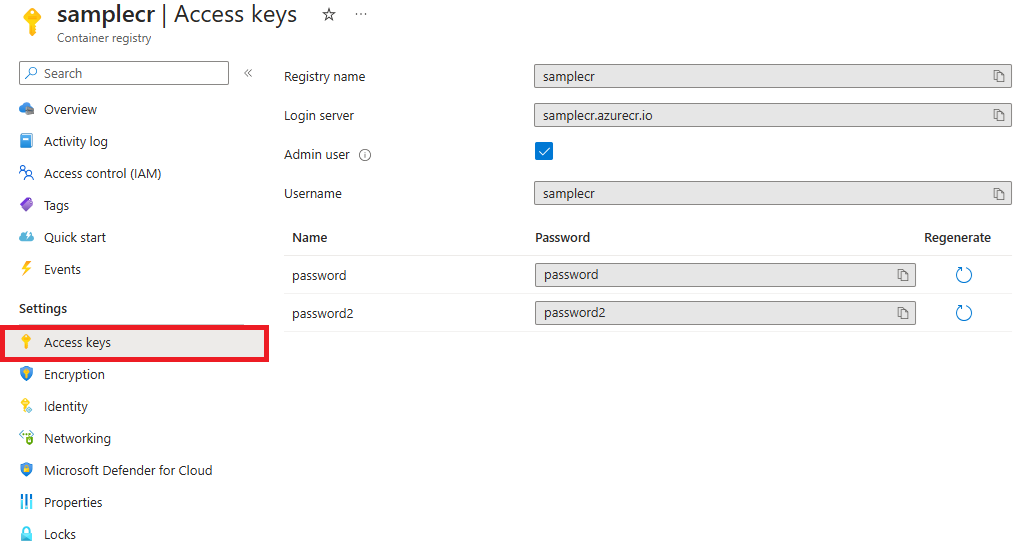 samplecr | Access keys
Container registry
Search
Overview
Activity log
Access control (IAM)
Tags
Quick start
Events
Settings
Access keys
Encryption
Identity
Networking
Microsoft Defender for Cloud
Properties
Locks
Registry name samplecr
Login server samplecr.azurecr.io
Admin user
Username samplecr
Name Password Regenerate
password password
password2 password2